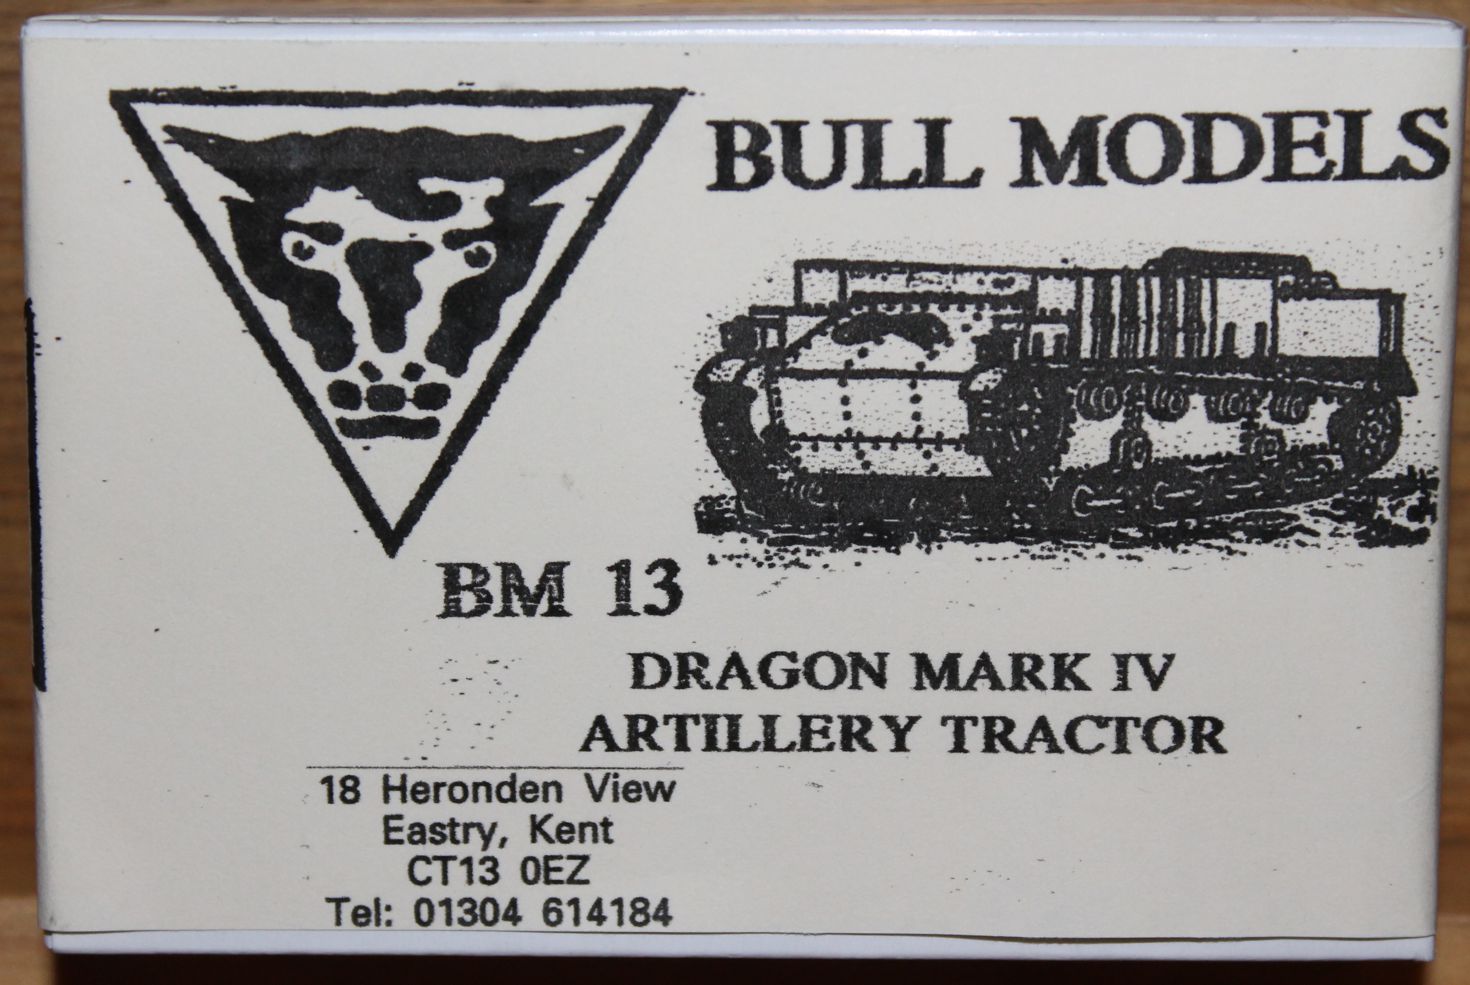 BULL MODELS
BM 13
DRAGON MARK IV
ARTILLERY TRACTOR
18 Heronden View
Eastry, Kent
CT13 0EZ
Tel: 01304 614184